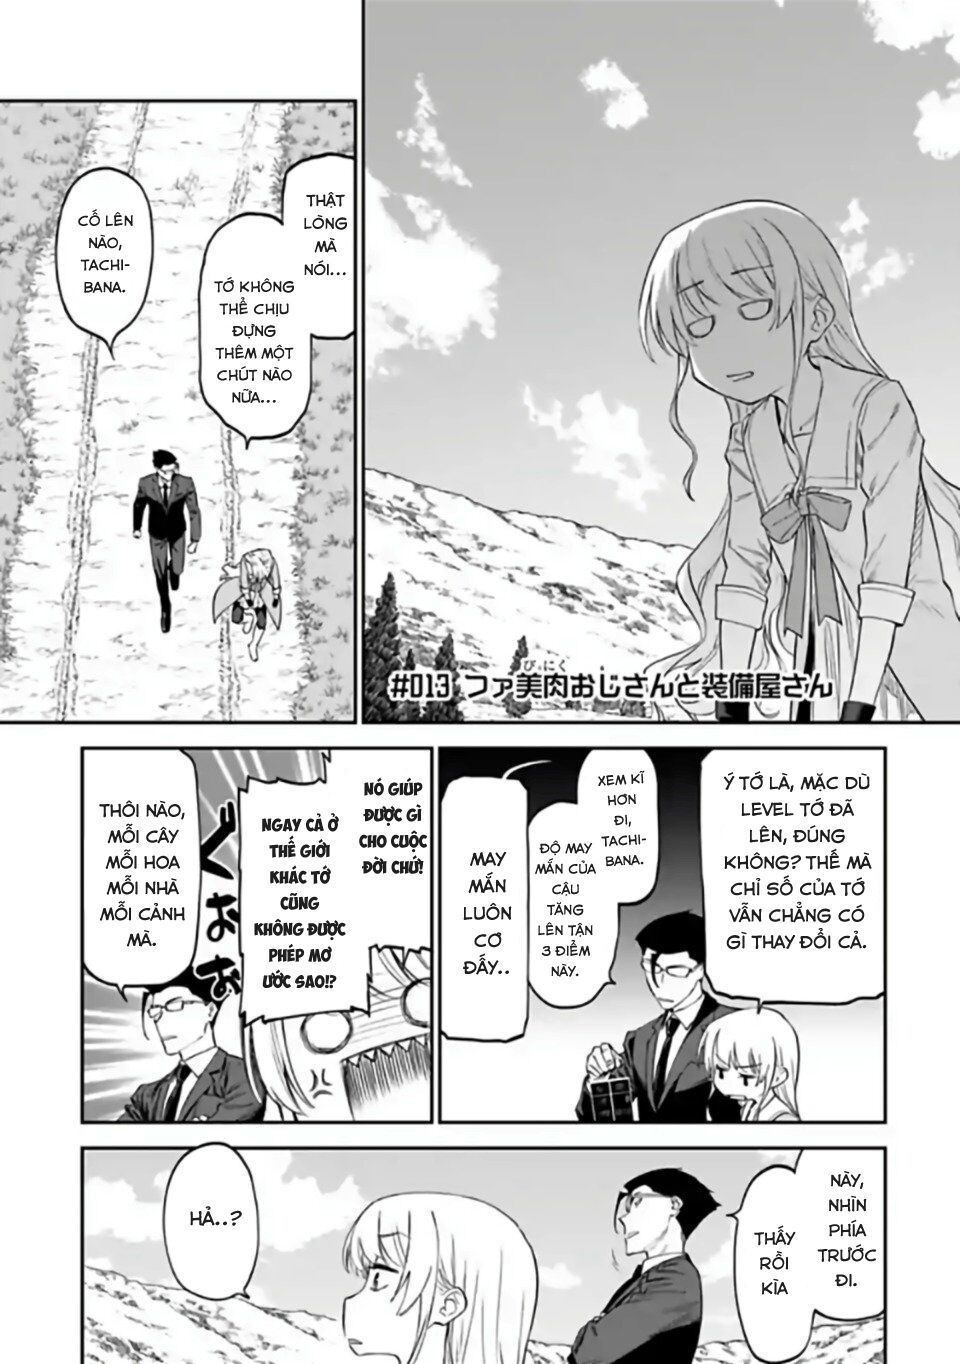 #013 ファ美肉おじさんと装備屋さん
びにく
THẬT
LÒNG
MÀ
NÓI...
TỚ KHÔNG
THỂ CHỊU
ĐỰNG
THÊM MỘT
CHÚT NÀO
NỮA...
CỐ LÊN
NÀO,
TACHI-
BANA.
Ý TỚ LÀ, MẶC DÙ
LEVEL TỚ ĐÃ
LÊN, ĐÚNG
KHÔNG? THẾ MÀ
CHỈ SỐ CỦA TỚ
VẪN CHẲNG CÓ
GÌ THAY ĐỔI CẢ.
XEM KĨ
HƠN
ĐI,
TACHI-
BANA.
ĐỘ MAY
MẮN CỦA
CẬU
TĂNG
LÊN TẬN
3 ĐIỂM
NÀY.
MAY
MẮN
LUÔN
CƠ
ĐẤY..
NÓ GIÚP
ĐƯỢC GÌ
CHO CUỘC
ĐỜI CHỨ!
NGAY CẢ Ở
THẾ GIỚI
KHÁC TỚ
CŨNG
KHÔNG ĐƯỢC
PHÉP MƠ
ƯỚC SAO!?
THÔI NÀO,
MỖI CÂY
MỖI HOA
MỖI NHÀ
MỖI CẢNH
MÀ.
NÀY,
NHÌN
PHÍA
TRƯỚC
ĐI.
THẤY
RỒI
KÌA
HẢ..?